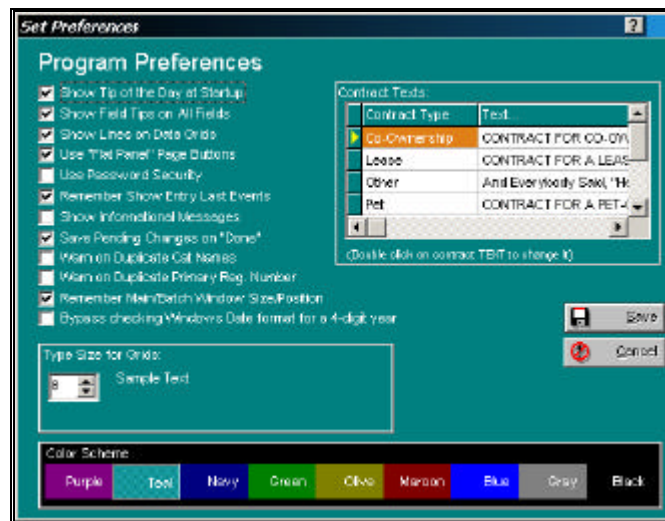 Set Preferences
?
Program Preferences
Show Tip of the Day at Startup
Show Field Tips on All Fields
Show Lines on Data Grids
Use "Flat Panel" Page Buttons
Use Password Security
Remember Show Entry Last Events
Show Informational Messages
Save Pending Changes on "Done"
Warn on Duplicate Cat Names
Warn on Duplicate Primary Reg. Number
Remember Main/Batch Window Size/Position
Bypass checking Windows Date format for a 4-digit year
Contract Texts:
Contract Type Text...
Co-Ownership CONTRACT FOR CO-OW
Lease CONTRACT FOR A LEAS
Other And Everybody Said, "Ho
Pet CONTRACT FOR A PET-
(Double click on contract TEXT to change it)
Save
Cancel
Type Size for Grids:
8 Sample Text
Color Scheme
Purple Teal Navy Green Olive Maroon Blue Gray Black